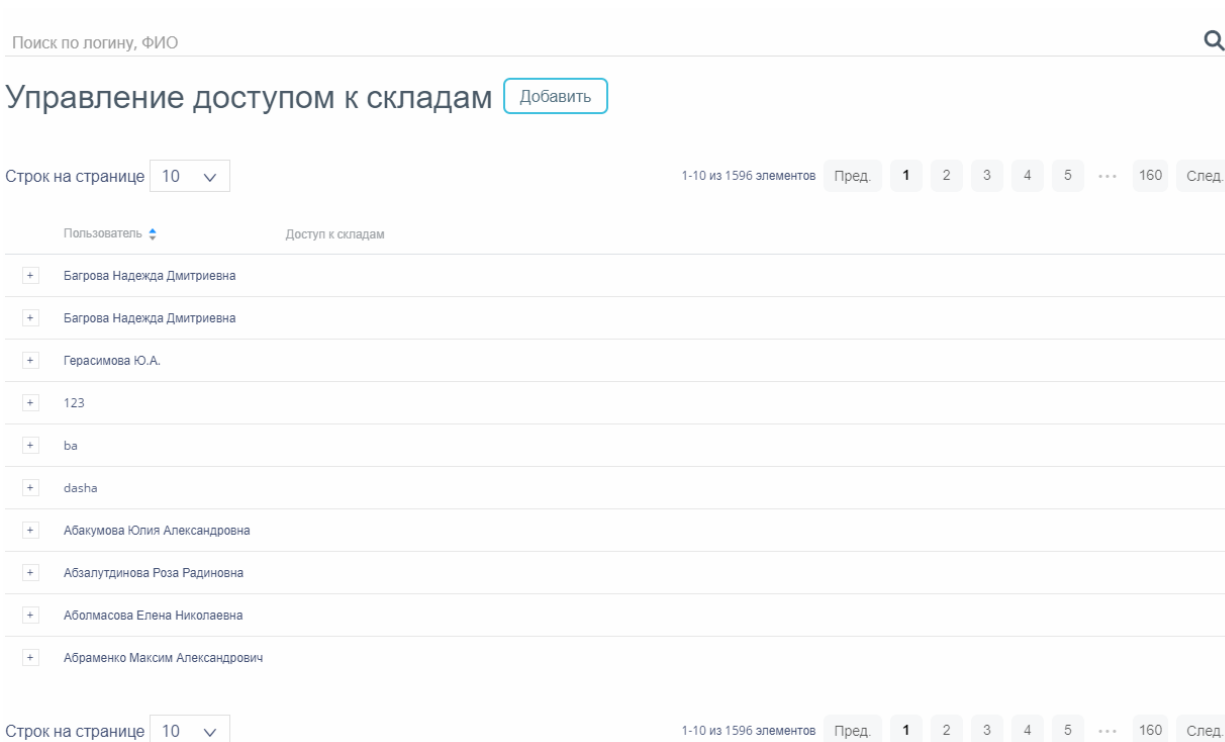 Поиск по логину, ФИО
Управление доступом к складам Добавить
Строк на странице 10 1-10 из 1596 элементов Пред. 1 2 3 4 5 ••• 160 След.
Пользователь Доступ к складам
+ Багрова Надежда Дмитриевна
+ Багрова Надежда Дмитриевна
+ Герасимова Ю.А.
+ 123
+ ba
+ dasha
+ Абакумова Юлия Александровна
+ Абзалутдинова Роза Радиновна
+ Аболмасова Елена Николаевна
+ Абраменко Максим Александрович
Строк на странице 10 1-10 из 1596 элементов Пред. 1 2 3 4 5 ••• 160 След.